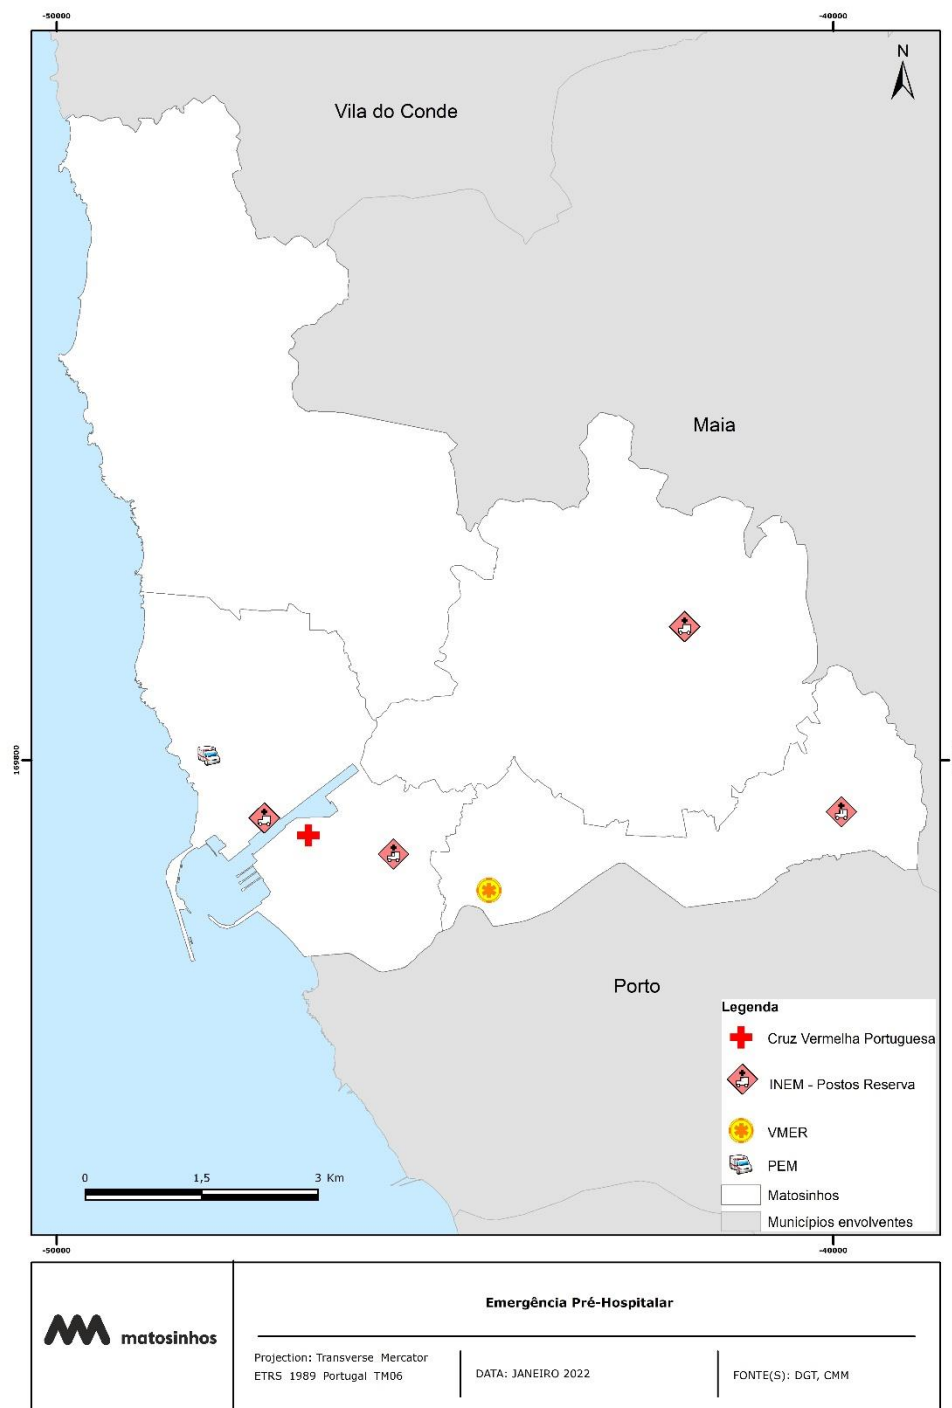 -50000
-40000
N
Vila do Conde
Maia
169800
Porto
Legenda
Cruz Vermelha Portuguesa
INEM - Postos Reserva
VMER
PEM
Matosinhos
Municípios envolventes
0 1,5 3 Km
-50000
-40000
matosinhos
Emergência Pré-Hospitalar
Projection: Transverse Mercator
ETRS 1989 Portugal TM06
DATA: JANEIRO 2022
FONTE(S): DGT, CMM